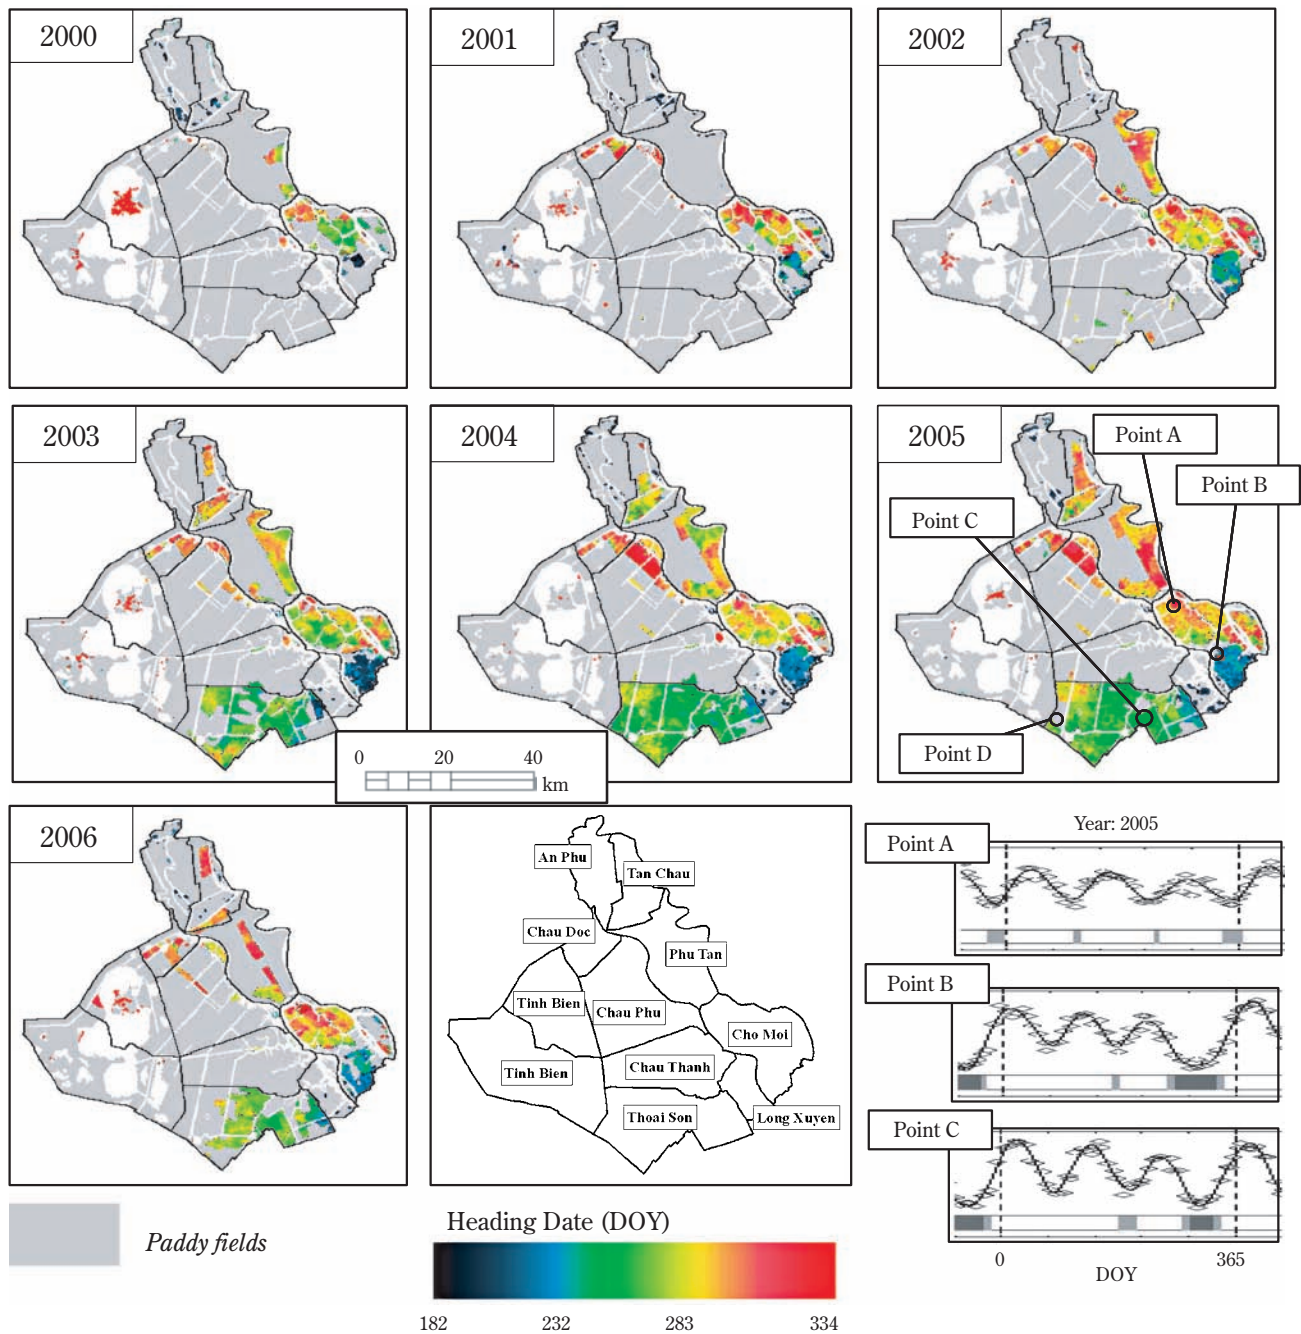 2000
2001
2002
2003
2004
2005
Point A
Point B
Point C
Point D
0 20 40
km
2006
An Phu
Tan Chau
Chau Doc
Phu Tan
Tinh Bien
Chau Phu
Cho Moi
Tinh Bien
Chau Thanh
Thoai Son
Long Xuyen
Year: 2005
Point A
Point B
Point C
0 365
DOY
Paddy fields
Heading Date (DOY)
182 232 283 334